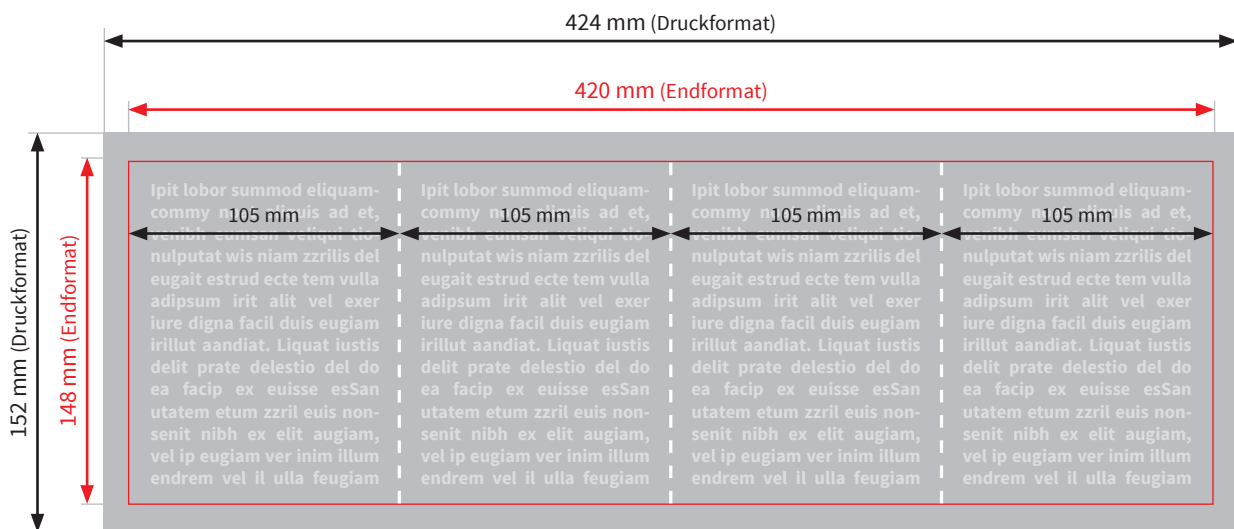 424 mm (Druckformat)
420 mm (Endformat)
152 mm (Druckformat)
148 mm (Endformat)
Ipit lobor summod eliquam-
commy ad et,
105 mm
nulputat wis niam zzrilis del
eugait estrud ecte tem vulla
adipsum irit alit vel exer
iure digna facil duis eugiam
irillut aandiat. Liquat iustis
delit prate delestio del do
ea facip ex euisse esSan
utatem etum zzril euis non-
senit nibh ex elit augiam,
vel ip eugiam ver inim illum
endrem vel il ulla feugiam
Ipit lobor summod eliquam-
commy ad et,
105 mm
nulputat wis niam zzrilis del
eugait estrud ecte tem vulla
adipsum irit alit vel exer
iure digna facil duis eugiam
irillut aandiat. Liquat iustis
delit prate delestio del do
ea facip ex euisse esSan
utatem etum zzril euis non-
senit nibh ex elit augiam,
vel ip eugiam ver inim illum
endrem vel il ulla feugiam
Ipit lobor summod eliquam-
commy ad et,
105 mm
nulputat wis niam zzrilis del
eugait estrud ecte tem vulla
adipsum irit alit vel exer
iure digna facil duis eugiam
irillut aandiat. Liquat iustis
delit prate delestio del do
ea facip ex euisse esSan
utatem etum zzril euis non-
senit nibh ex elit augiam,
vel ip eugiam ver inim illum
endrem vel il ulla feugiam
Ipit lobor summod eliquam-
commy ad et,
105 mm
nulputat wis niam zzrilis del
eugait estrud ecte tem vulla
adipsum irit alit vel exer
iure digna facil duis eugiam
irillut aandiat. Liquat iustis
delit prate delestio del do
ea facip ex euisse esSan
utatem etum zzril euis non-
senit nibh ex elit augiam,
vel ip eugiam ver inim illum
endrem vel il ulla feugiam